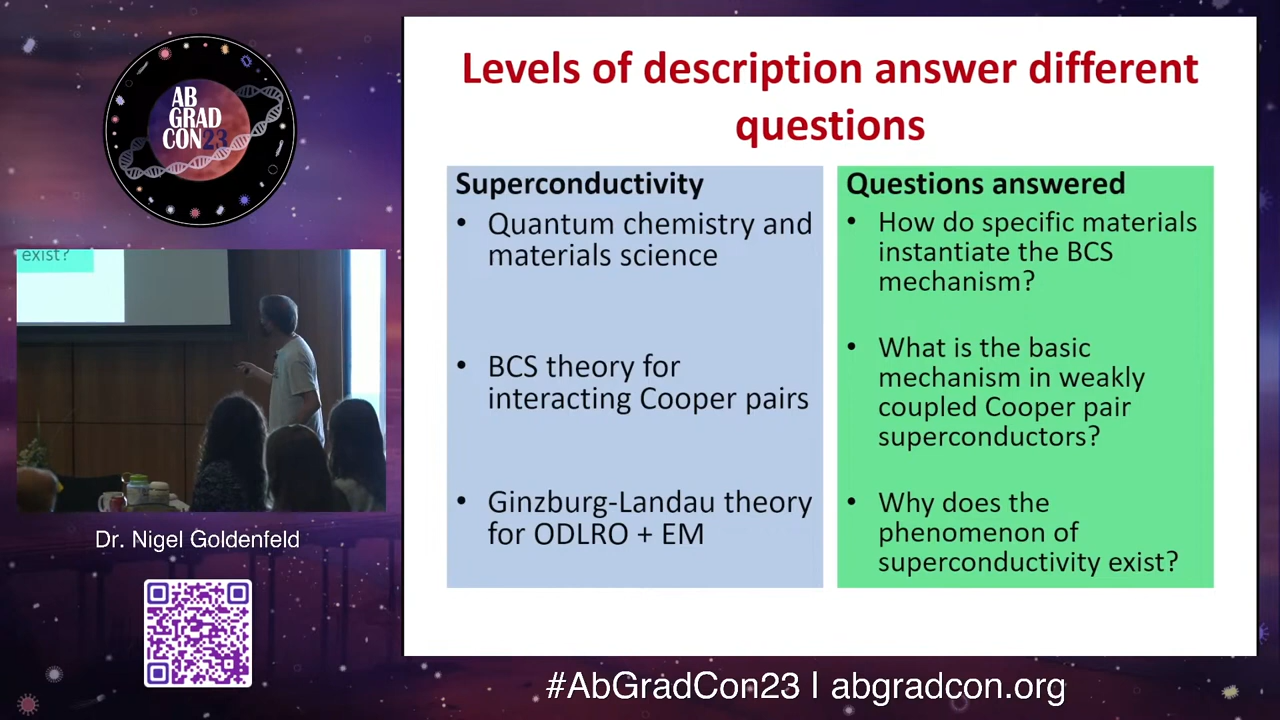 AB
GRAD
CON23
exist?
Dr. Nigel Goldenfeld
Levels of description answer different
questions
Superconductivity
• Quantum chemistry and
materials science
• BCS theory for
interacting Cooper pairs
• Ginzburg-Landau theory
for ODLRO + EM
Questions answered
• How do specific materials
instantiate the BCS
mechanism?
• What is the basic
mechanism in weakly
coupled Cooper pair
superconductors?
• Why does the
phenomenon of
superconductivity exist?
#AbGradCon23 | abgradcon.org